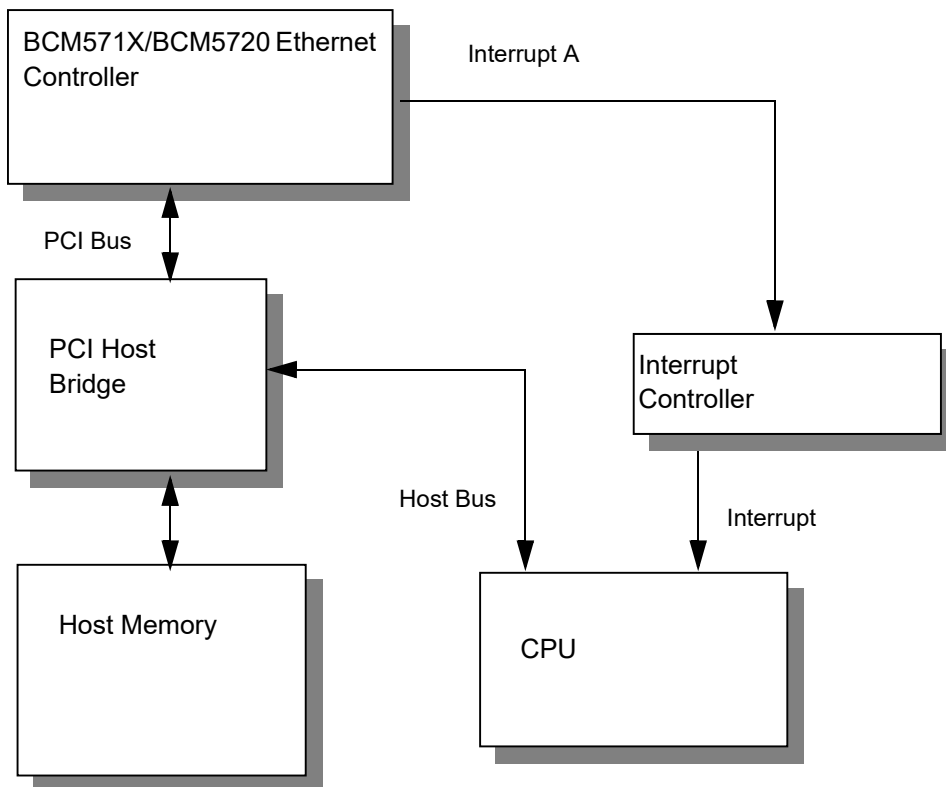 BCM571X/BCM5720 Ethernet
Controller
Interrupt A
PCI Bus
PCI Host
Bridge
Interrupt
Controller
Host Bus
Interrupt
Host Memory
CPU